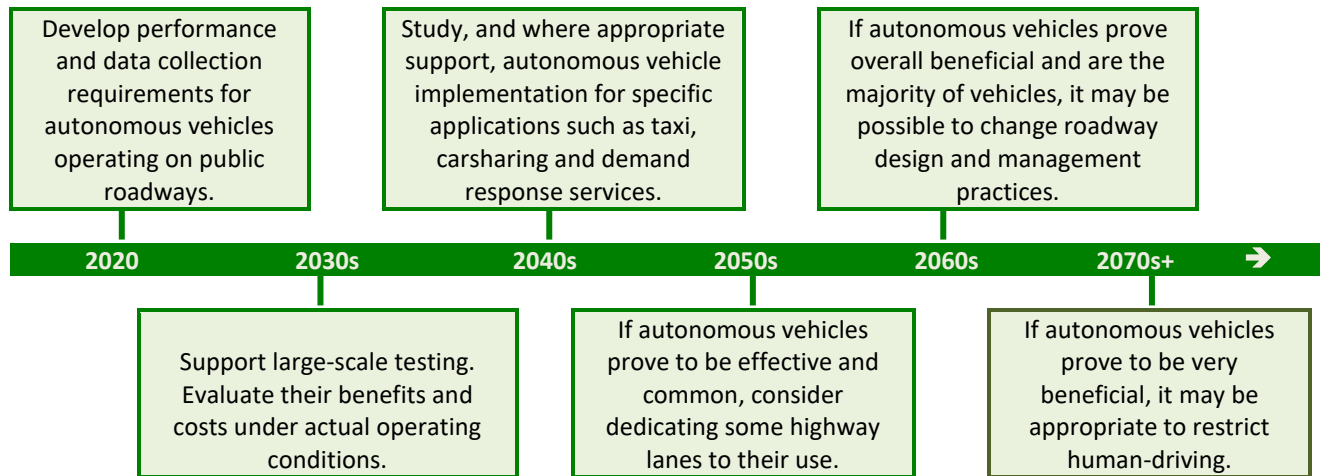 Develop performance
and data collection
requirements for
autonomous vehicles
operating on public
roadways.
Study, and where appropriate
support, autonomous vehicle
implementation for specific
applications such as taxi,
carsharing and demand
response services.
If autonomous vehicles prove
overall beneficial and are the
majority of vehicles, it may be
possible to change roadway
design and management
practices.
2020 2030s 2040s 2050s 2060s 2070s+ ➔
Support large-scale testing.
Evaluate their benefits and
costs under actual operating
conditions.
If autonomous vehicles
prove to be effective and
common, consider
dedicating some highway
lanes to their use.
If autonomous vehicles
prove to be very
beneficial, it may be
appropriate to restrict
human-driving.